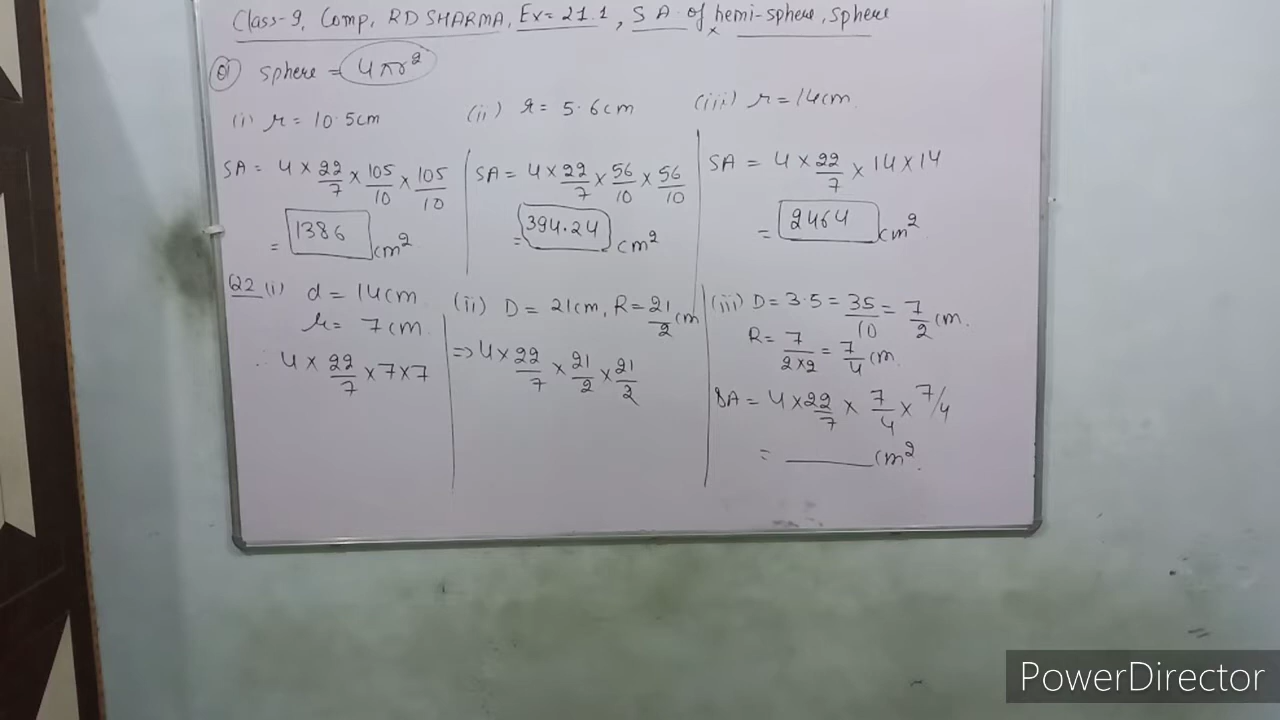 Class-9, Comp, RD SHARMA, Ex=21.1, S A of hemi-sphere, sphere
Q1 sphere = 4πr²
(i) r = 10.5cm
SA = 4 × 22/7 × 105/10 × 105/10
= 1386 cm²
(ii) r = 5.6cm
SA = 4 × 22/7 × 56/10 × 56/10
= 394.24 cm²
(iii) r = 14cm
SA = 4 × 22/7 × 14 × 14
= 2464 cm²
Q2 (i) d = 14cm
r = 7cm
∴ 4 × 22/7 × 7 × 7
(ii) D = 21cm, R = 21/2 cm
=> 4 × 22/7 × 21/2 × 21/2
(iii) D = 3.5 = 35/10 = 7/2 cm.
R = 7/2×2 = 7/4 cm.
SA = 4 × 22/7 × 7/4 × 7/4
= ____ cm².
PowerDirector